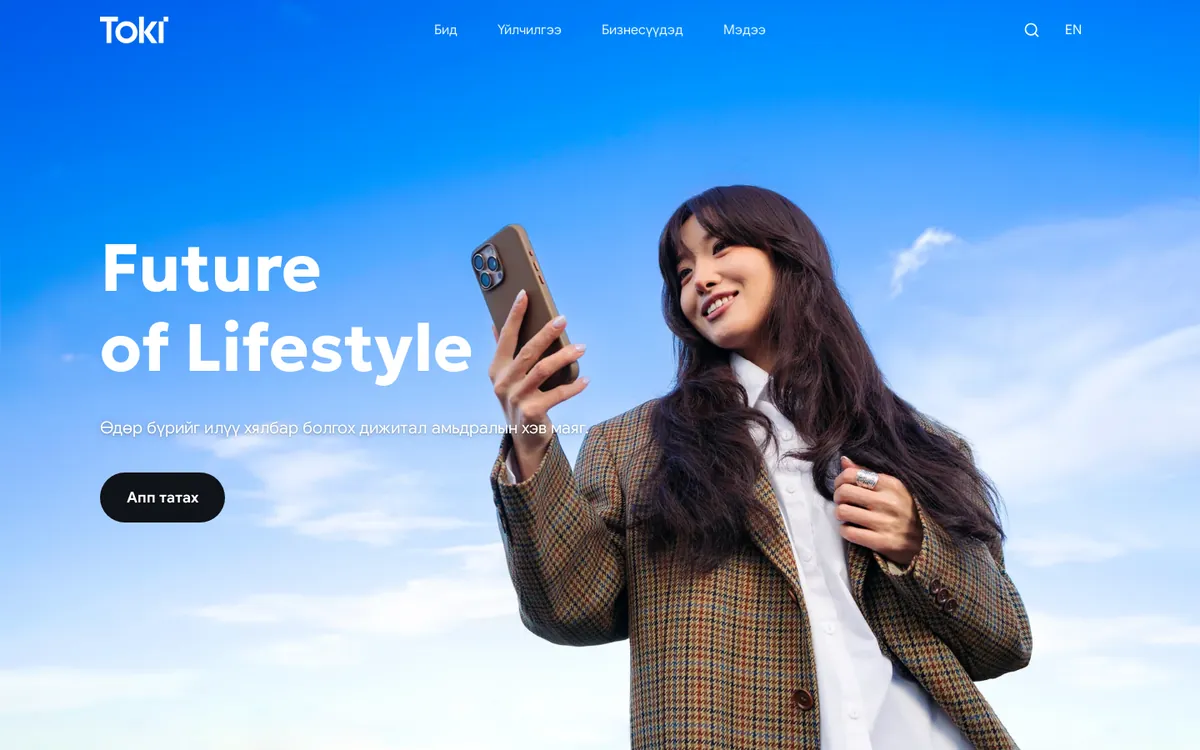 Toki
Бид
Үйлчилгээ
Бизнесүүдэд
Мэдээ
EN
Future
of Lifestyle
Өдөр бүрийг илүү хялбар болгох дижитал амьдралын хэв маяг.
Апп татах